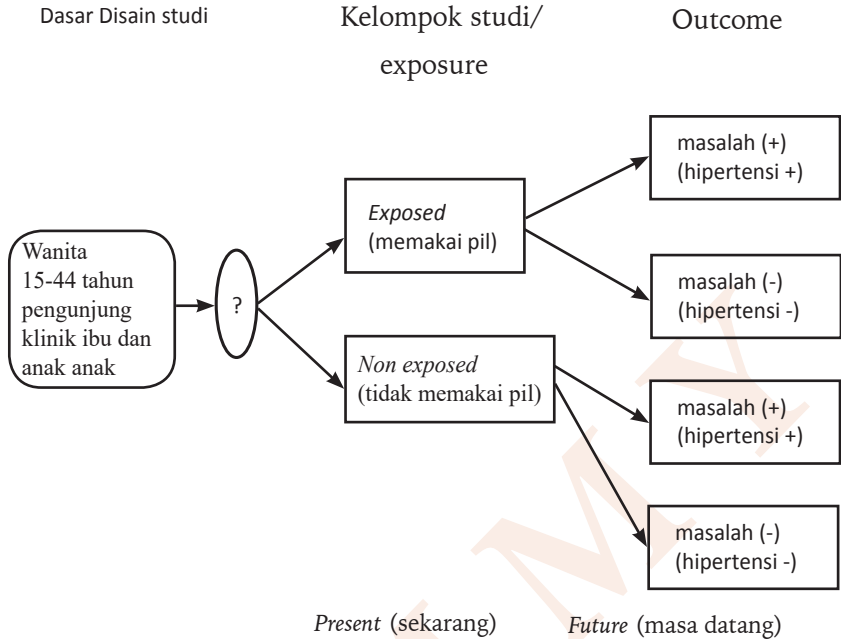 Dasar Disain studi
Kelompok studi/
exposure
Outcome
Wanita
15-44 tahun
pengunjung
klinik ibu dan
anak anak
?
Exposed
(memakai pil)
Non exposed
(tidak memakai pil)
masalah (+)
(hipertensi +)
masalah (-)
(hipertensi -)
masalah (+)
(hipertensi +)
masalah (-)
(hipertensi -)
Present (sekarang)
Future (masa datang)
M Y